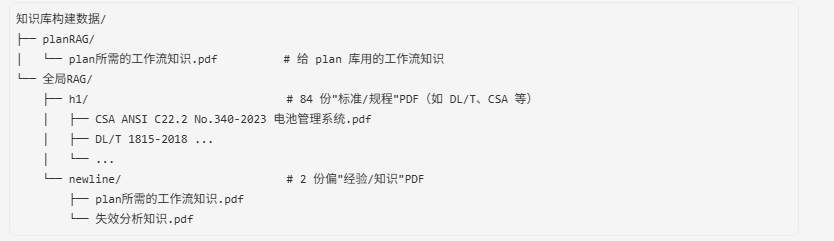 知识库构建数据/
├── planRAG/
│   └── plan所需的工作流知识.pdf          # 给 plan 库用的工作流知识
└── 全局RAG/
    ├── h1/                              # 84 份"标准/规程"PDF（如 DL/T、CSA 等）
    │   ├── CSA ANSI C22.2 No.340-2023 电池管理系统.pdf
    │   ├── DL/T 1815-2018 ...
    │   └── ...
    └── newline/                         # 2 份偏"经验/知识"PDF
        ├── plan所需的工作流知识.pdf
        └── 失效分析知识.pdf